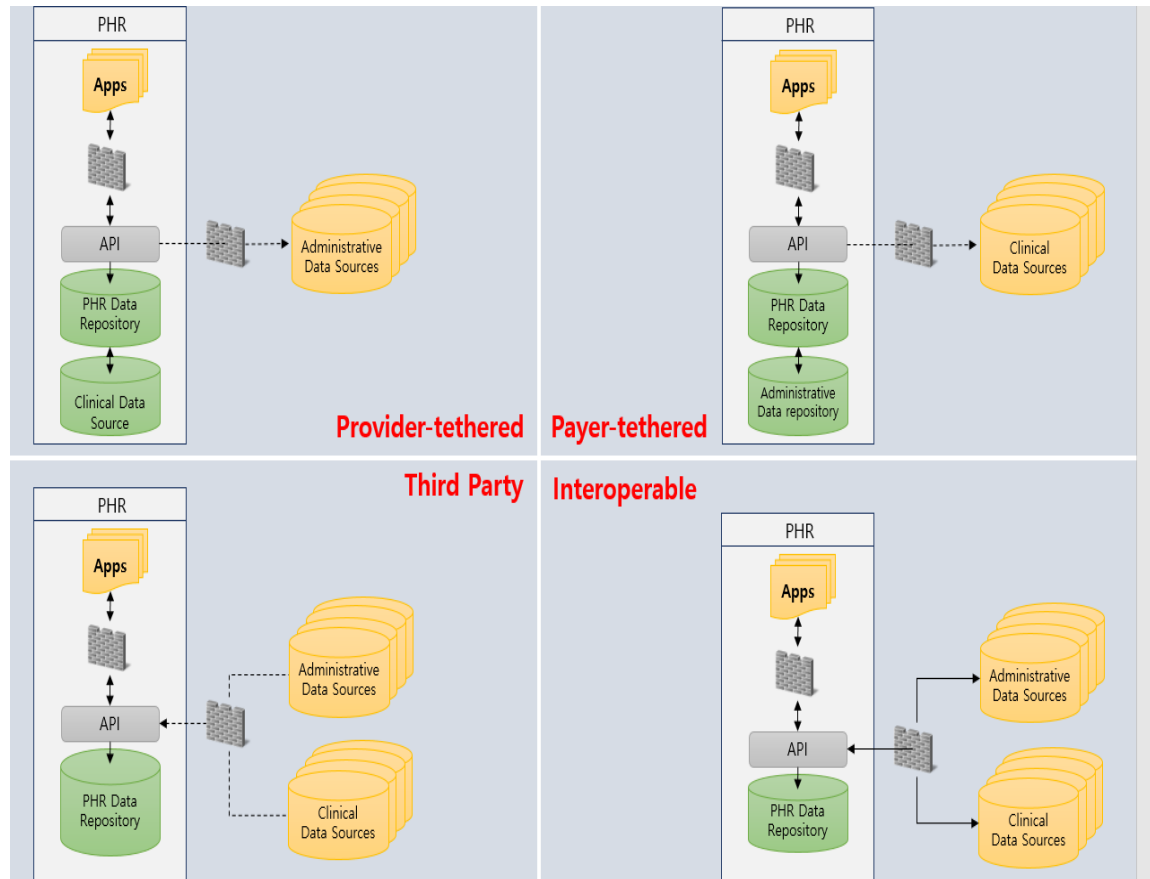 PHR
Apps
API
PHR Data
Repository
Clinical Data
Source
Administrative
Data Sources
Provider-tethered
PHR
Apps
API
PHR Data
Repository
Administrative
Data repository
Clinical
Data Sources
Payer-tethered
Third Party
PHR
Apps
API
PHR Data
Repository
Administrative
Data Sources
Clinical
Data Sources
Interoperable
PHR
Apps
API
PHR Data
Repository
Administrative
Data Sources
Clinical
Data Sources